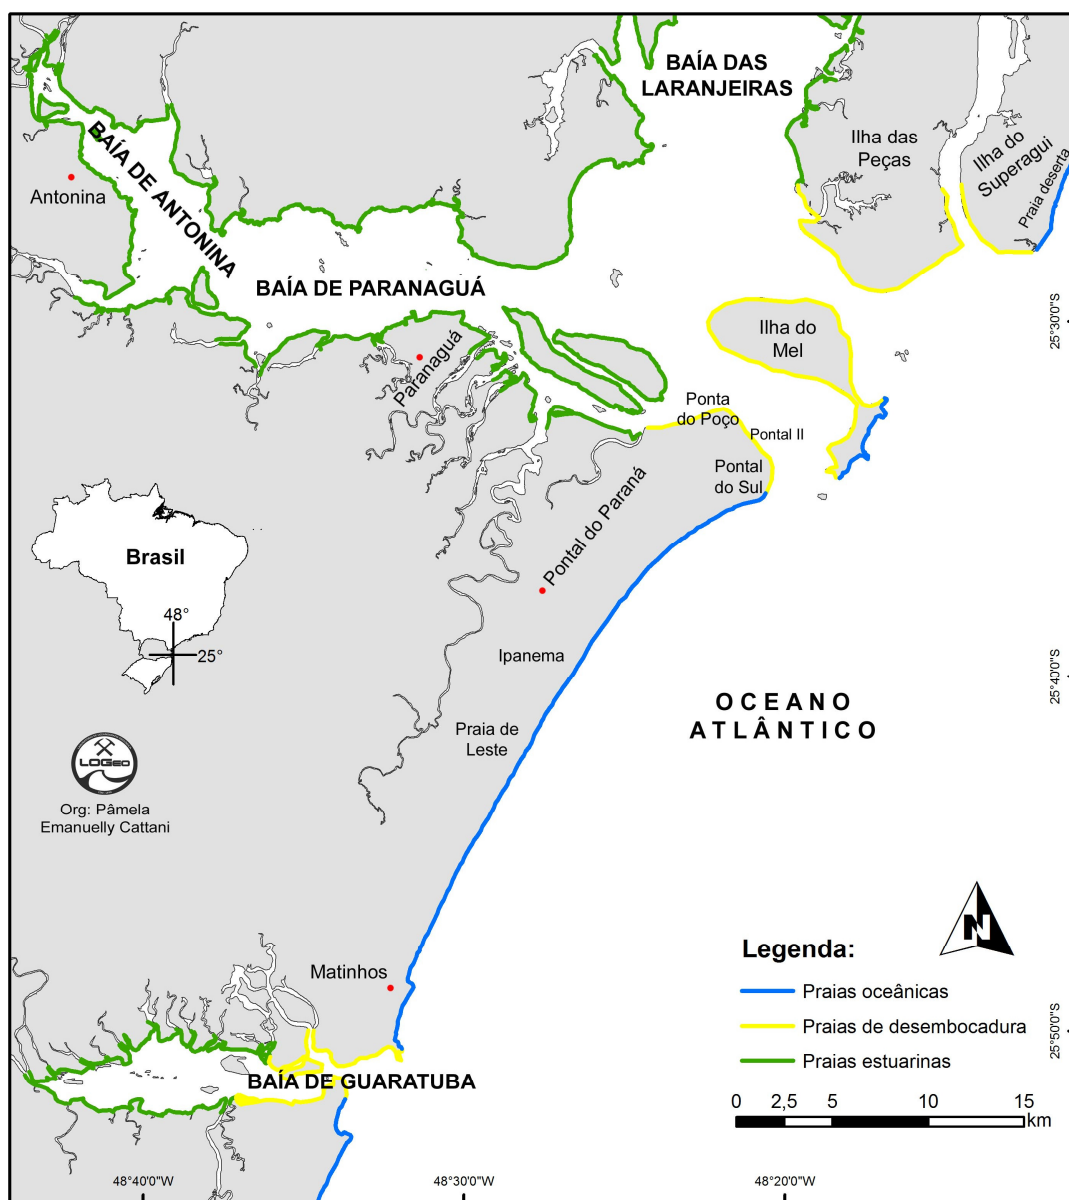 BAÍA DAS
LARANJEIRAS
Ilha das
Peças
Ilha do
Superagui
Praia deserta
BAÍA DE ANTONINA
Antonina
BAÍA DE PARANAGUÁ
Paranaguá
Ilha do
Mel
25°30'0"S
Ponta
do Poço
Pontal II
Pontal
do Sul
Pontal do Paraná
Brasil
48°
25°
Ipanema
25°40'0"S
Praia de
Leste
OCEANO
ATLÂNTICO
LOGeo
Org: Pâmela
Emanuelly Cattani
N
Matinhos
Legenda:
Praias oceânicas
Praias de desembocadura
Praias estuarinas
25°50'0"S
BAÍA DE GUARATUBA
0 2,5 5 10 15
km
48°40'0"W 48°30'0"W 48°20'0"W